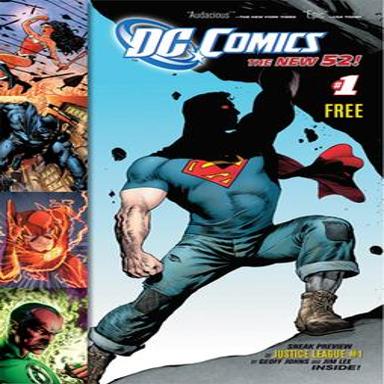 "Audacious" —THE NEW YORK TIMES "Epic" —USA TODAY
DC COMICS
THE NEW 52!
#1
FREE
SNEAK PREVIEW
OF JUSTICE LEAGUE #1
BY GEOFF JOHNS AND JIM LEE
INSIDE!